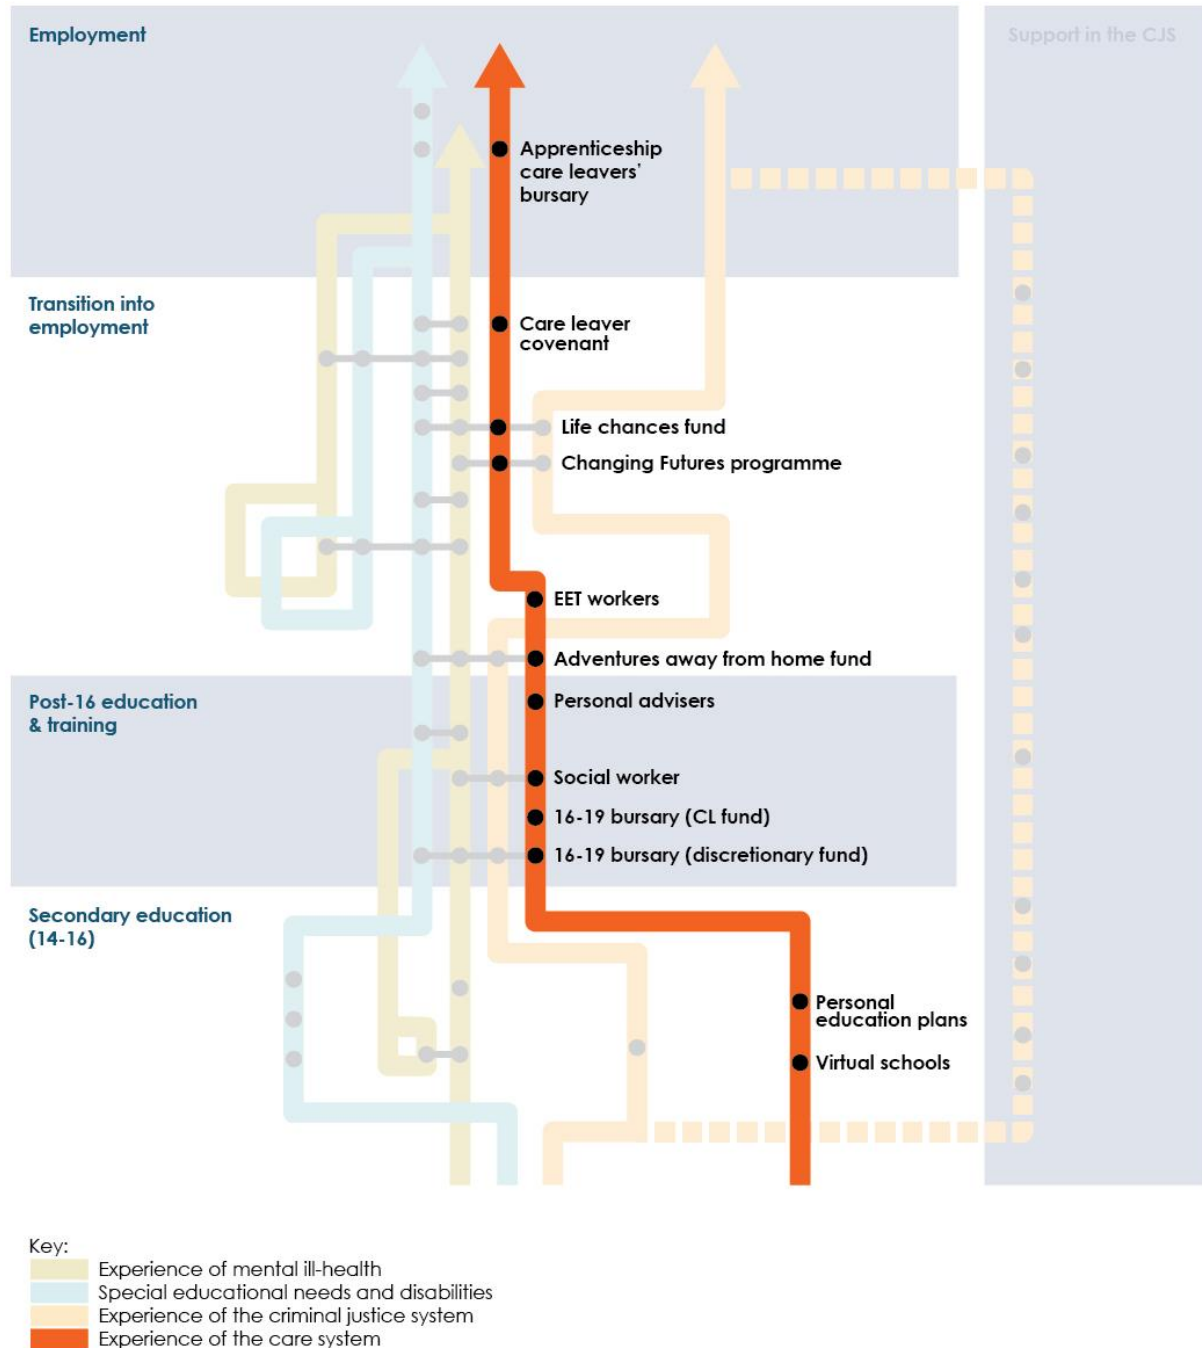 Employment
Support in the CJS
Apprenticeship
care leavers’
bursary
Transition into
employment
Care leaver
covenant
Life chances fund
Changing Futures programme
EET workers
Adventures away from home fund
Post-16 education
& training
Personal advisers
Social worker
16-19 bursary (CL fund)
16-19 bursary (discretionary fund)
Secondary education
(14-16)
Personal
education plans
Virtual schools
Key:
Experience of mental ill-health
Special educational needs and disabilities
Experience of the criminal justice system
Experience of the care system